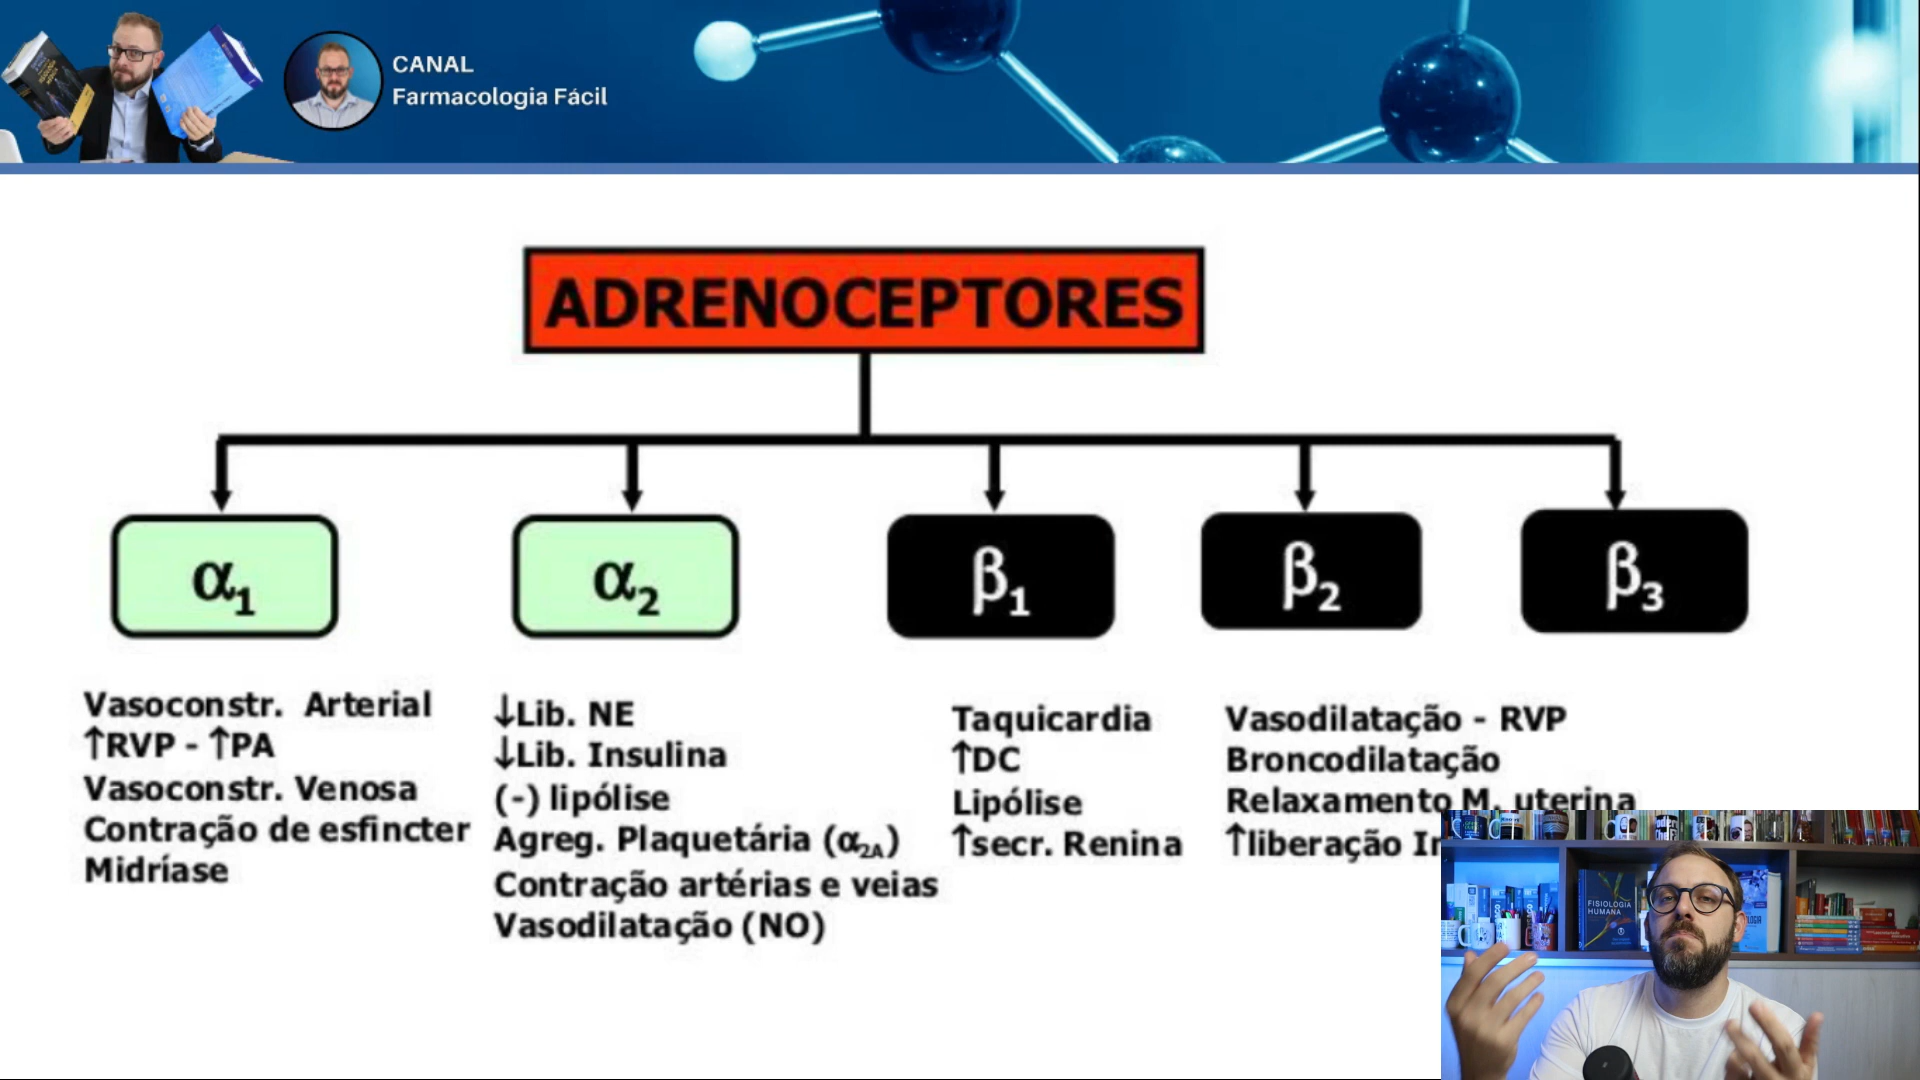 CANAL
Farmacologia Fácil
ADRENOCEPTORES
α1
α2
β1
β2
β3
Vasoconstr. Arterial
↑RVP - ↑PA
Vasoconstr. Venosa
Contração de esfincter
Midríase
↓Lib. NE
↓Lib. Insulina
(-) lipólise
Agreg. Plaquetária (α2A)
Contração artérias e veias
Vasodilatação (NO)
Taquicardia
↑DC
Lipólise
↑secr. Renina
Vasodilatação - RVP
Broncodilatação
Relaxamento M. uterina
↑liberação
FISIOLOGIA
HUMANA